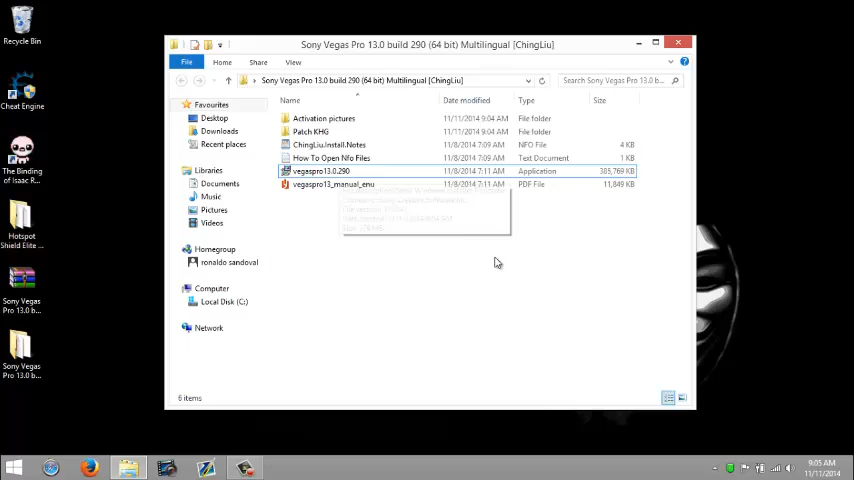 Sony Vegas Pro 13.0 build 290 (64 bit) Multilingual [ChingLiu]
File Home Share View
Sony Vegas Pro 13.0 build 290 (64 bit) Multilingual [ChingLiu]
Search Sony Vegas Pro 13.0 b...
Name Date modified Type Size
Favourites
Desktop
Downloads
Recent places
Libraries
Documents
Music
Pictures
Videos
Homegroup
ronaldo sandoval
Computer
Local Disk (C:)
Network
Activation pictures 11/11/2014 9:04 AM File folder
Patch KHG 11/11/2014 9:04 AM File folder
ChingLiu.Install.Notes 11/8/2014 7:09 AM NFO File 4 KB
How To Open Nfo Files 11/8/2014 7:09 AM Text Document 1 KB
vegaspro13.0.290 11/8/2014 7:11 AM Application 385,769 KB
vegaspro13_manual_enu 11/8/2014 7:11 AM PDF File 11,849 KB
6 items
Recycle Bin
Cheat Engine
The Binding
of Isaac R...
Hotspot
Shield Elite ...
Sony Vegas
Pro 13.0 b...
Sony Vegas
Pro 13.0 b...
9:05 AM
11/11/2014